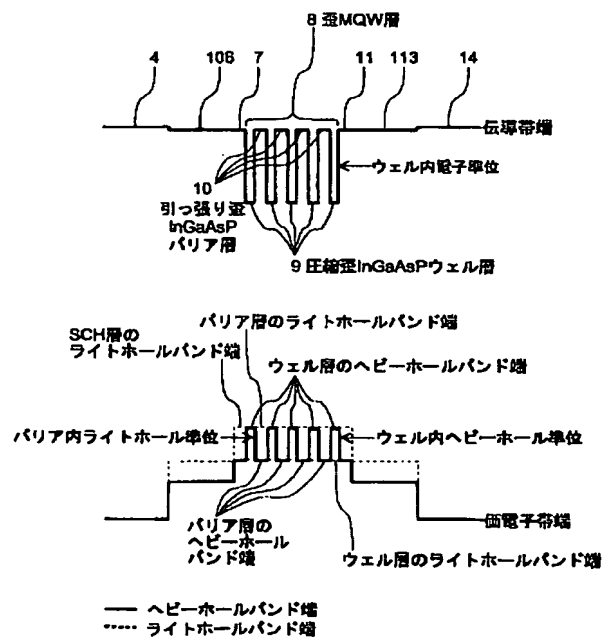 8 歪MQW層
4
106
7
11
113
14
伝導帯端
ウェル内電子準位
10
引っ張り歪
InGaAsP
バリア層
9 圧縮歪InGaAsPウェル層
バリア層のライトホールバンド端
SCH層の
ライトホールバンド端
ウェル層のヘビーホールバンド端
バリア内ライトホール準位
ウェル内ヘビーホール準位
バリア層の
ヘビーホール
バンド端
価電子帯端
ウェル層のライトホールバンド端
ヘビーホールバンド端
ライトホールバンド端